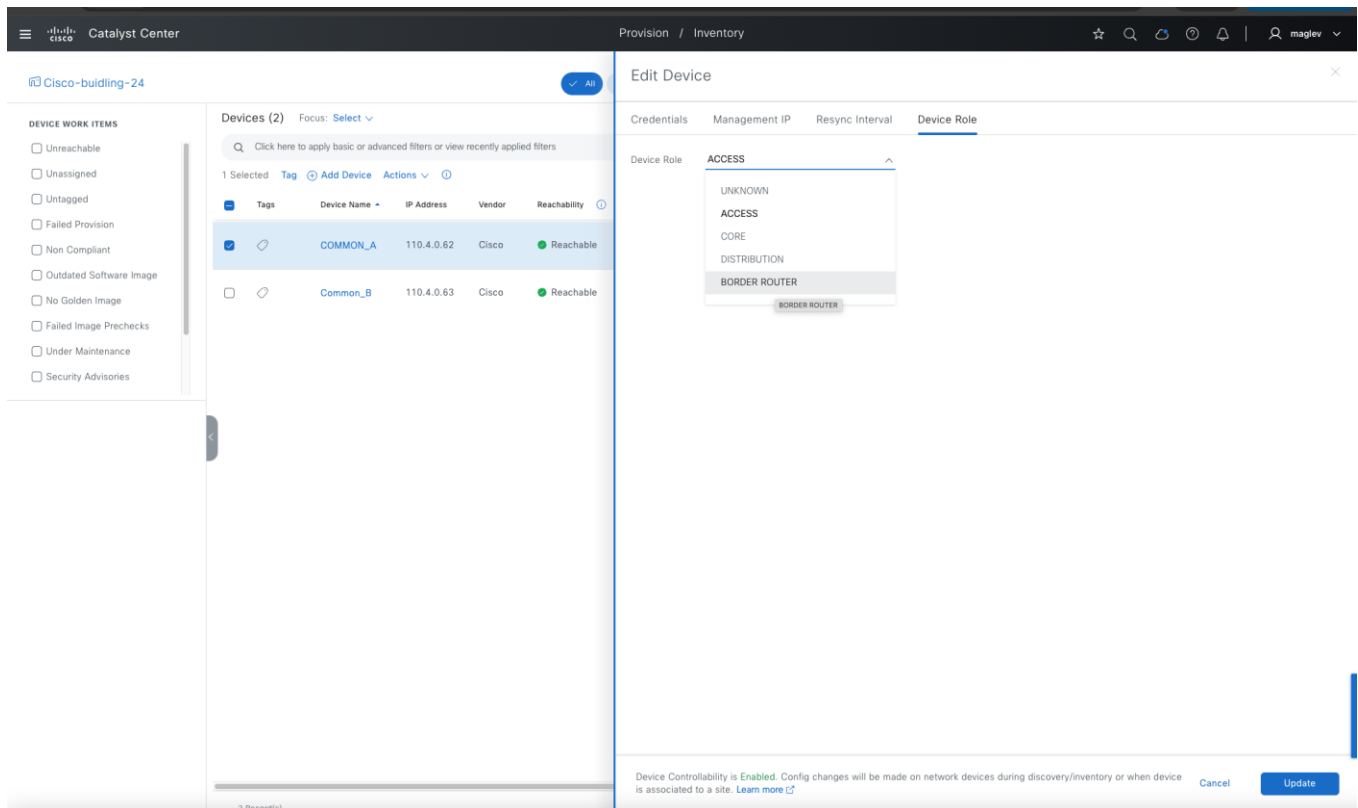 cisco Catalyst Center
Provision / Inventory
maglev
Cisco-buidling-24
All
DEVICE WORK ITEMS
Unreachable
Unassigned
Untagged
Failed Provision
Non Compliant
Outdated Software Image
No Golden Image
Failed Image Prechecks
Under Maintenance
Security Advisories
Devices (2) Focus: Select
Click here to apply basic or advanced filters or view recently applied filters
1 Selected Tag Add Device Actions
Tags Device Name IP Address Vendor Reachability
COMMON_A 110.4.0.62 Cisco Reachable
Common_B 110.4.0.63 Cisco Reachable
Edit Device
Credentials Management IP Resync Interval Device Role
Device Role ACCESS
UNKNOWN
ACCESS
CORE
DISTRIBUTION
BORDER ROUTER
BORDER ROUTER
Device Controllability is Enabled. Config changes will be made on network devices during discovery/inventory or when device
is associated to a site. Learn more
Cancel Update